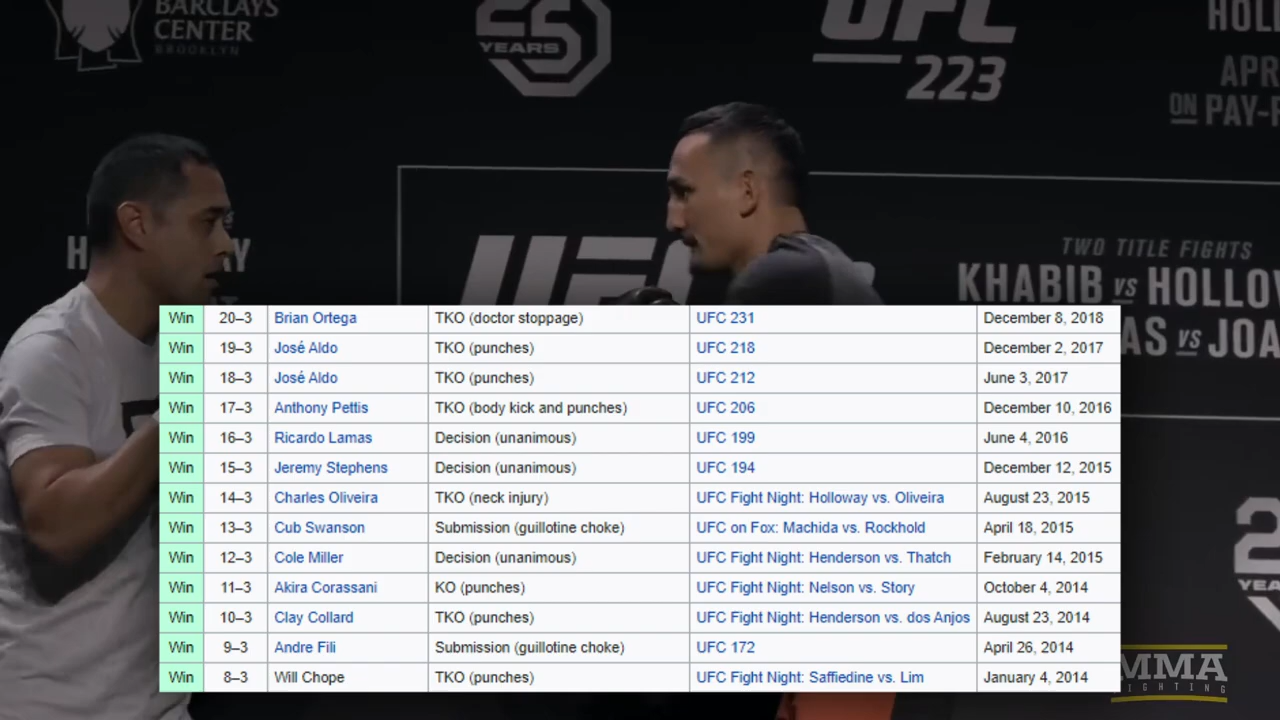 BARCLAYS
CENTER
BROOKLYN
25
YEARS
UFC
223
HOL
APR
ON PAY-P
TWO TITLE FIGHTS
KHABIB vs HOLLOW
AS vs JOA
UFC
Win 20–3 Brian Ortega TKO (doctor stoppage) UFC 231 December 8, 2018
Win 19–3 José Aldo TKO (punches) UFC 218 December 2, 2017
Win 18–3 José Aldo TKO (punches) UFC 212 June 3, 2017
Win 17–3 Anthony Pettis TKO (body kick and punches) UFC 206 December 10, 2016
Win 16–3 Ricardo Lamas Decision (unanimous) UFC 199 June 4, 2016
Win 15–3 Jeremy Stephens Decision (unanimous) UFC 194 December 12, 2015
Win 14–3 Charles Oliveira TKO (neck injury) UFC Fight Night: Holloway vs. Oliveira August 23, 2015
Win 13–3 Cub Swanson Submission (guillotine choke) UFC on Fox: Machida vs. Rockhold April 18, 2015
Win 12–3 Cole Miller Decision (unanimous) UFC Fight Night: Henderson vs. Thatch February 14, 2015
Win 11–3 Akira Corassani KO (punches) UFC Fight Night: Nelson vs. Story October 4, 2014
Win 10–3 Clay Collard TKO (punches) UFC Fight Night: Henderson vs. dos Anjos August 23, 2014
Win 9–3 Andre Fili Submission (guillotine choke) UFC 172 April 26, 2014
Win 8–3 Will Chope TKO (punches) UFC Fight Night: Saffiedine vs. Lim January 4, 2014
MMA
FIGHTING